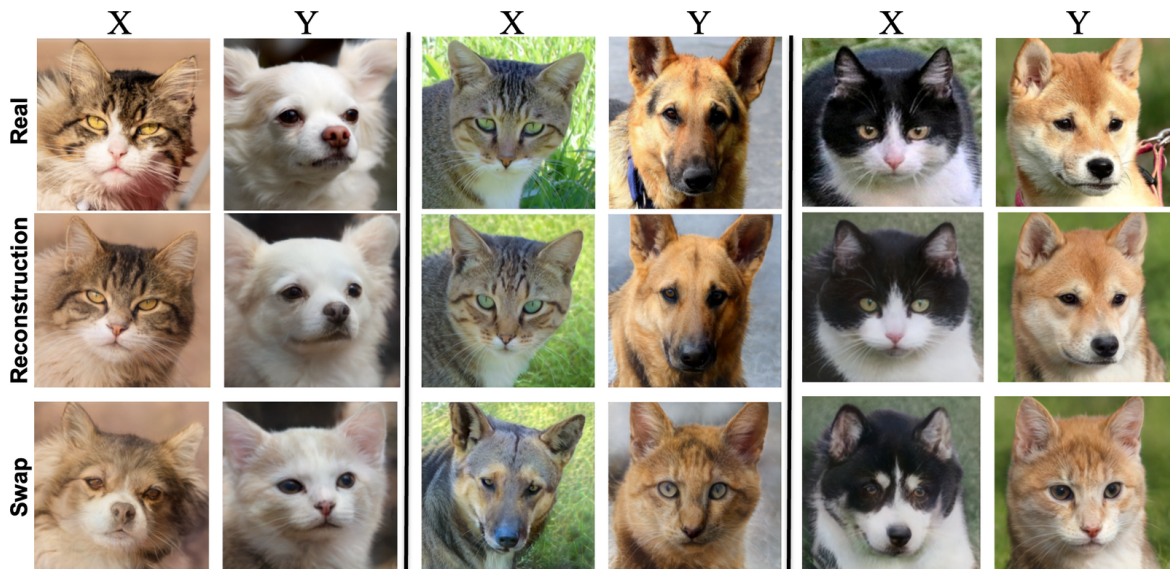 X Y X Y X Y
Real
Reconstruction
Swap